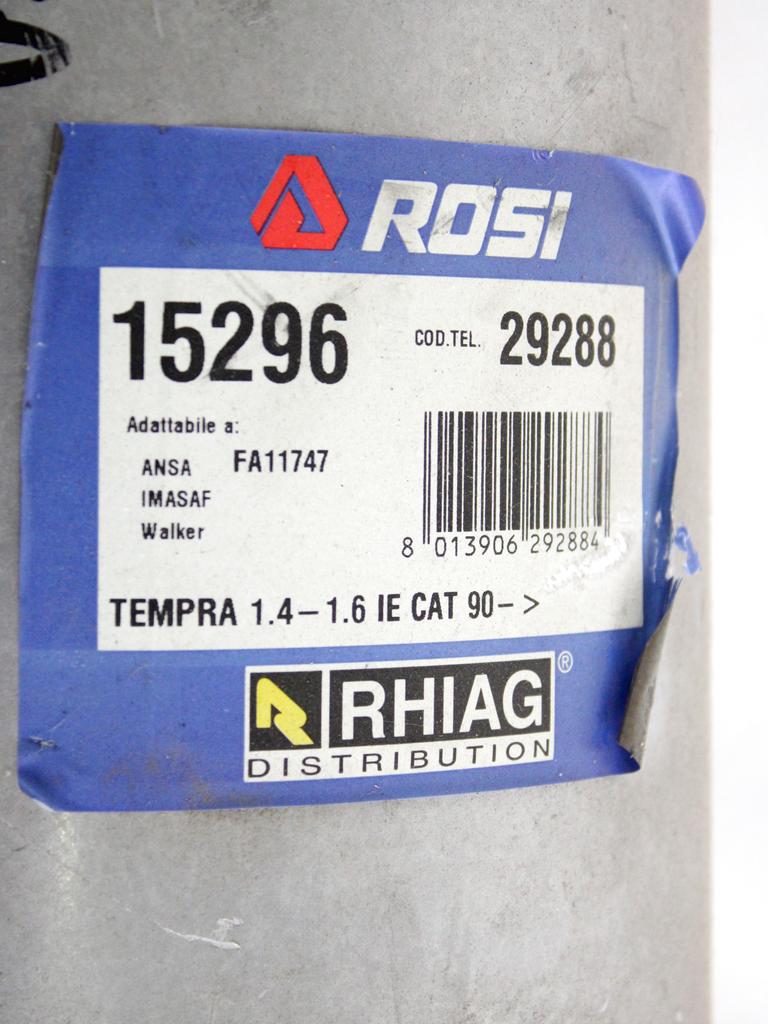 ROSI
15296 COD.TEL. 29288
Adattabile a:
ANSA FA11747
IMASAF
Walker
8 013906 292884
TEMPRA 1.4-1.6 IE CAT 90->
RHIAG ®
DISTRIBUTION